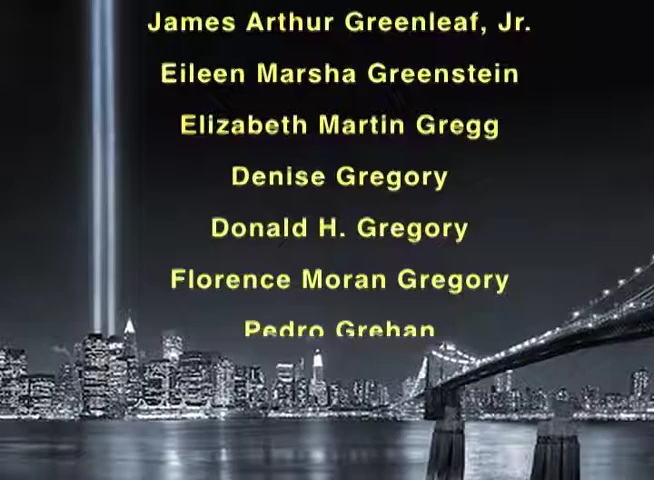 James Arthur Greenleaf, Jr.
Eileen Marsha Greenstein
Elizabeth Martin Gregg
Denise Gregory
Donald H. Gregory
Florence Moran Gregory
Pedro Grehan